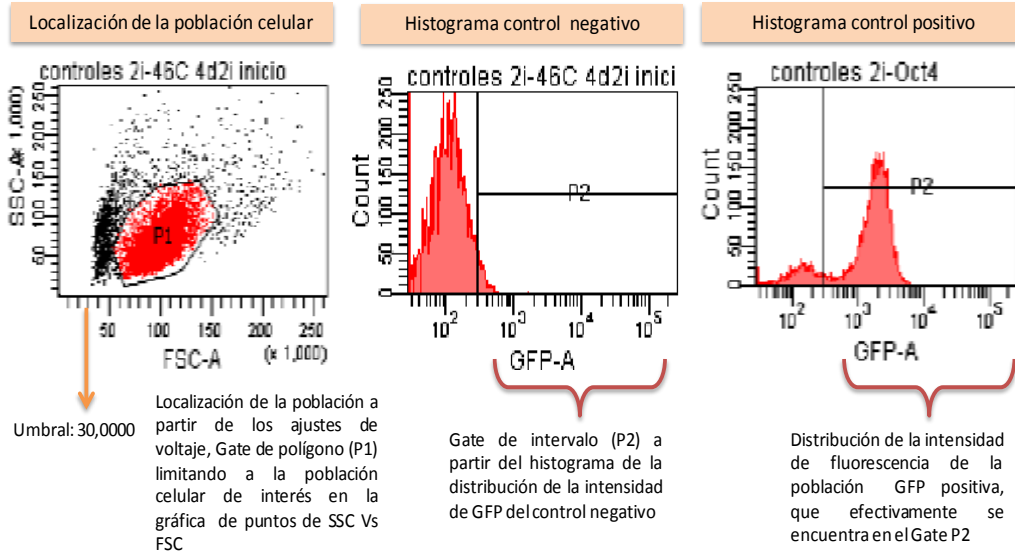 Localización de la población celular
Histograma control negativo
Histograma control positivo
controles 2i-46C 4d2i inicio
SSC-A
(x 1,000)
250
200
150
100
50
P1
50 100 150 200 250
FSC-A
(x 1,000)
controles 2i-46C 4d2i inici
Count
250
200
150
100
50
0
P2
10² 10³ 10⁴ 10⁵
GFP-A
controles 2i-Oct4
Count
250
200
150
100
50
0
P2
10² 10³ 10⁴ 10⁵
GFP-A
Umbral: 30,0000
Localización de la población a
partir de los ajustes de
voltaje, Gate de polígono (P1)
limitando a la población
celular de interés en la
gráfica de puntos de SSC Vs
FSC
Gate de intervalo (P2) a
partir del histograma de la
distribución de la intensidad
de GFP del control negativo
Distribución de la intensidad
de fluorescencia de la
población GFP positiva,
que efectivamente se
encuentra en el Gate P2